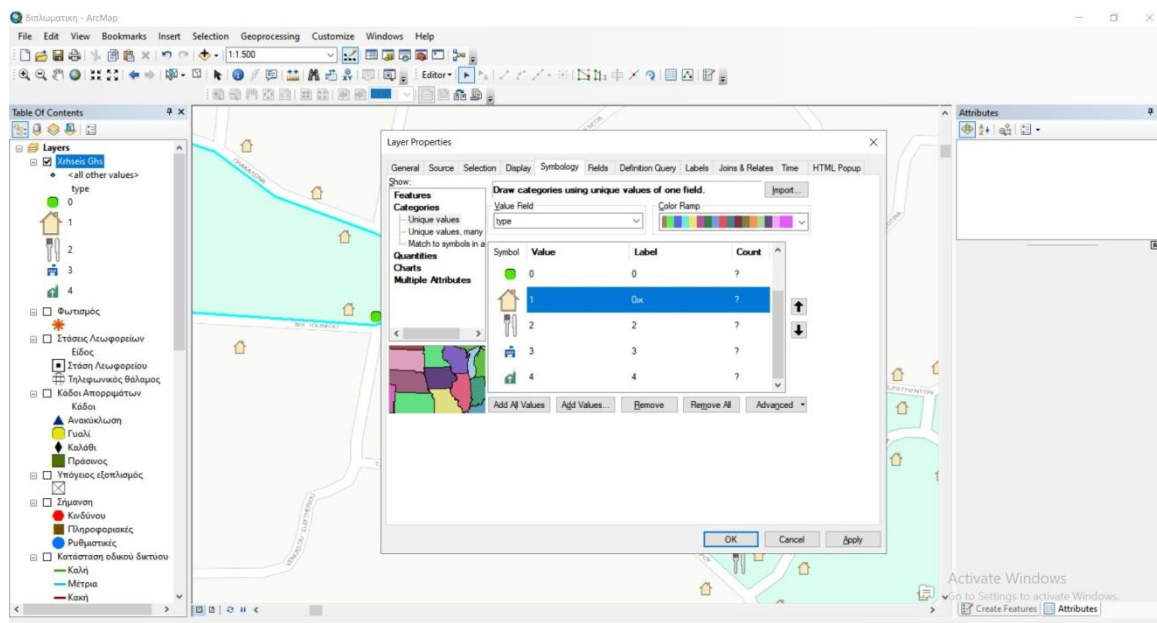 διπλωματικη - ArcMap
File Edit View Bookmarks Insert Selection Geoprocessing Customize Windows Help
1:1.500
Editor
Table Of Contents
Layers
Xrhseis Ghs
<all other values>
type
0
1
2
3
4
Φωτισμός
Στάσεις Λεωφορείων
Είδος
Στάση Λεωφορείου
Τηλεφωνικός θάλαμος
Κάδοι Απορριμάτων
Κάδοι
Ανακύκλωση
Γυαλί
Καλάθι
Πράσινος
Υπόγειος εξοπλισμός
Σήμανση
Κινδύνου
Πληροφοριακές
Ρυθμιστικές
Κατάσταση οδικού δικτύου
Καλή
Μέτρια
Κακή
Layer Properties
General Source Selection Display Symbology Fields Definition Query Labels Joins & Relates Time HTML Popup
Show:
Features
Categories
Unique values
Unique values, many
Match to symbols in a
Quantities
Charts
Multiple Attributes
Draw categories using unique values of one field.
Import...
Value Field
Color Ramp
type
Symbol Value Label Count
0 0 ?
1 ?
2 2 ?
3 3 ?
4 4 ?
Add All Values Add Values... Remove Remove All Advanced
OK Cancel Apply
Attributes
Activate Windows
Go to Settings to activate Windows.
Create Features Attributes